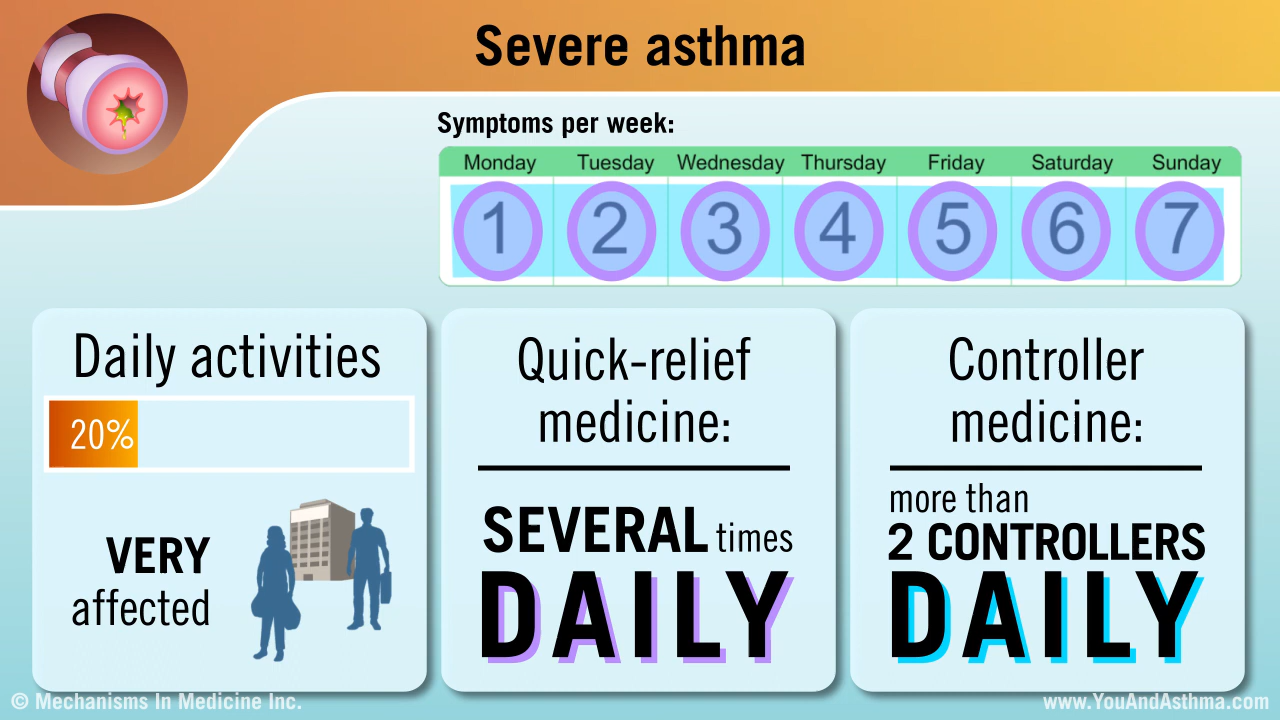 Severe asthma
Symptoms per week:
Monday Tuesday Wednesday Thursday Friday Saturday Sunday
1 2 3 4 5 6 7
Daily activities
20%
VERY
affected
Quick-relief
medicine:
SEVERAL times
DAILY
Controller
medicine:
more than
2 CONTROLLERS
DAILY
© Mechanisms In Medicine Inc.
www.YouAndAsthma.com